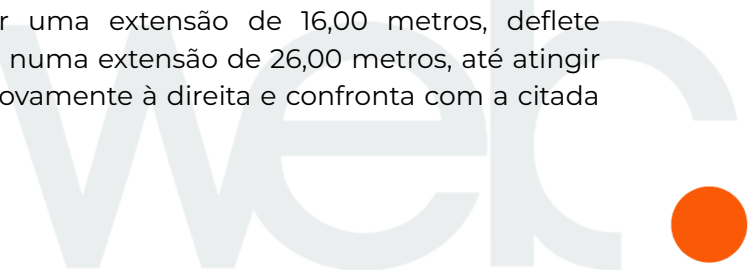 r uma extensão de 16,00 metros, deflete
numa extensão de 26,00 metros, até atingir
ovamente à direita e confronta com a citada
web.